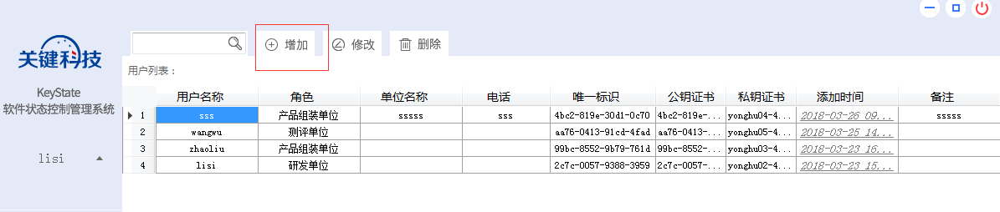 增加 修改 删除
关键科技
用户列表：
KeyState
软件状态控制管理系统
lisi
用户名称 角色 单位名称 电话 唯一标识 公钥证书 私钥证书 添加时间 备注
1 sss 产品组装单位 sssss sss 4bc2-819e-30d1-0c70 4bc2-819e-... yonghu04-4... 2018-03-26 09... sssss
2 wangwu 测评单位 aa76-0413-91cd-4fad aa76-0413-... yonghu05-4... 2018-03-25 14...
3 zhaoliu 产品组装单位 99bc-8552-9b79-761d 99bc-8552-... yonghu03-4... 2018-03-23 16...
4 lisi 研发单位 2c7c-0057-9388-3959 2c7c-0057-... yonghu02-4... 2018-03-23 15...